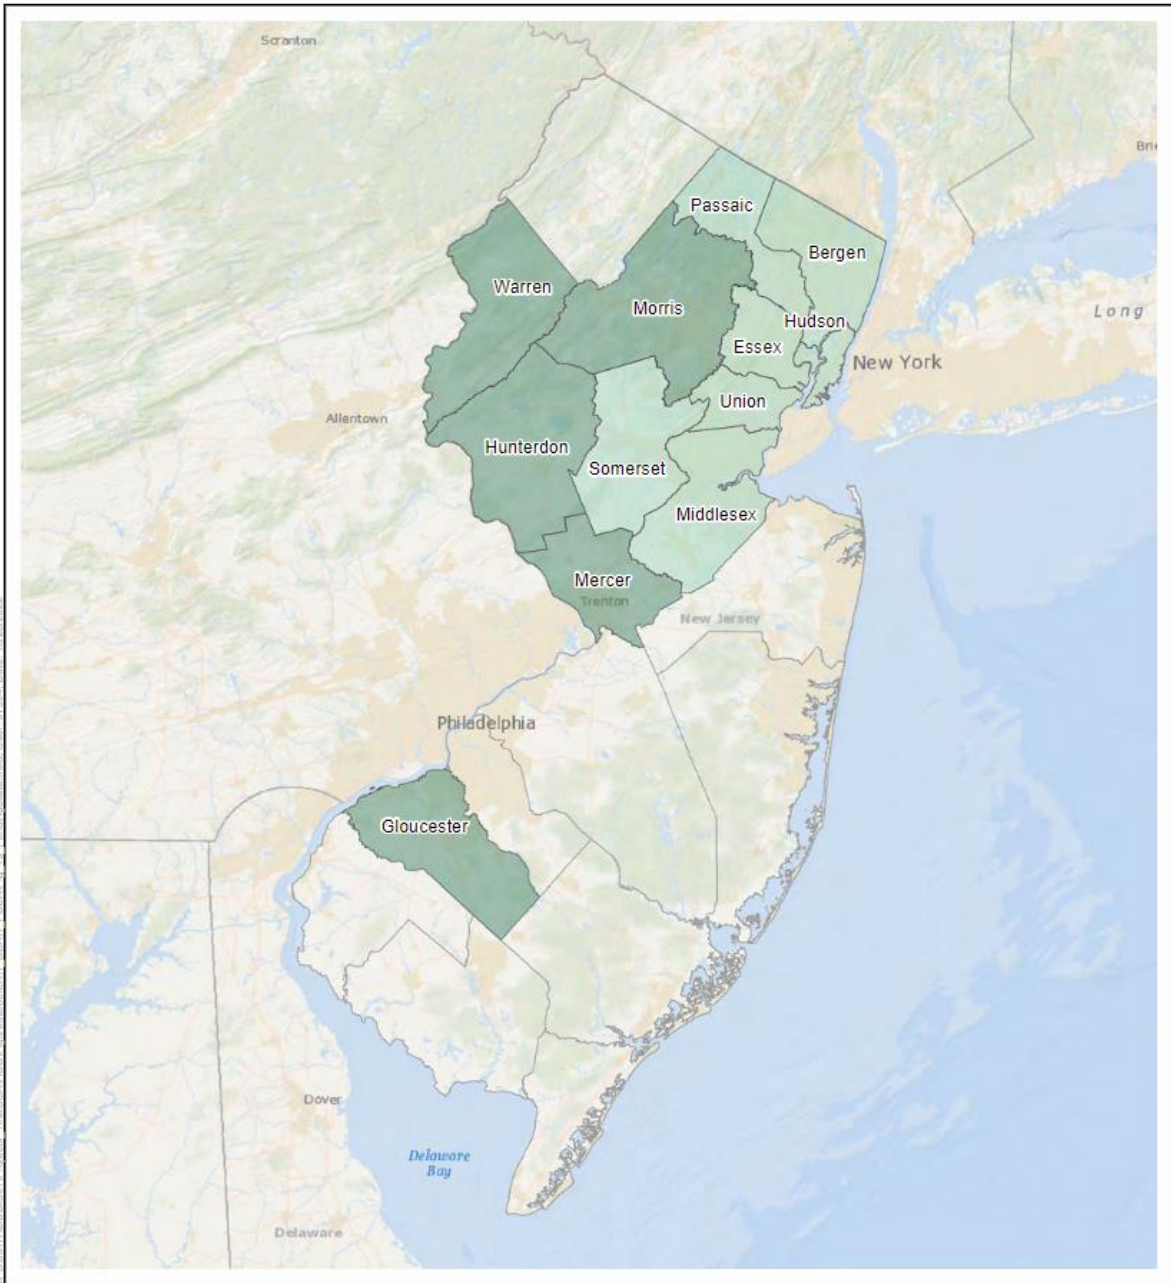 Scranton
Bri
Passaic
Bergen
Warren
Morris
Long
Hudson
Essex
New York
Union
Allentown
Hunterdon
Somerset
Middlesex
Mercer
Trenton
New Jersey
Philadelphia
Gloucester
Dover
Delaware
Bay
Delaware